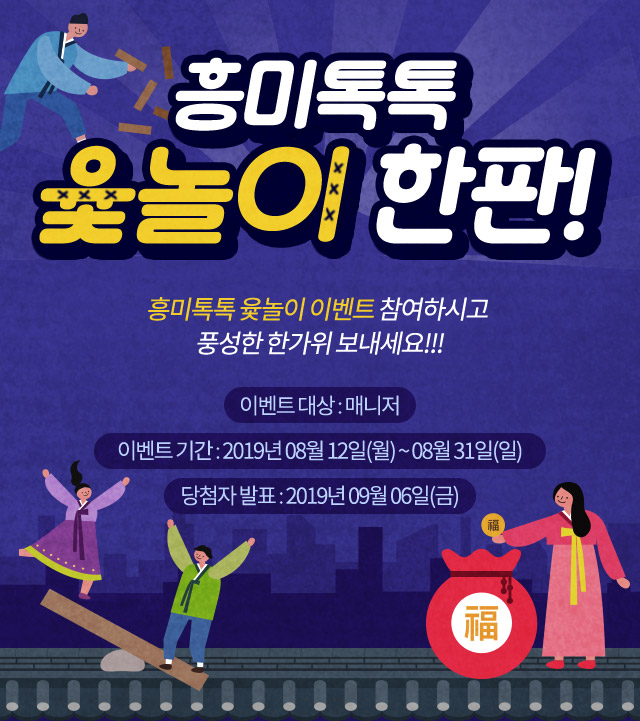 흥미톡톡
윷놀이 한판!
흥미톡톡 윷놀이 이벤트 참여하시고
풍성한 한가위 보내세요!!!
이벤트 대상 : 매니저
이벤트 기간 : 2019년 08월 12일(월) ~ 08월 31일(일)
당첨자 발표 : 2019년 09월 06일(금)
福
福